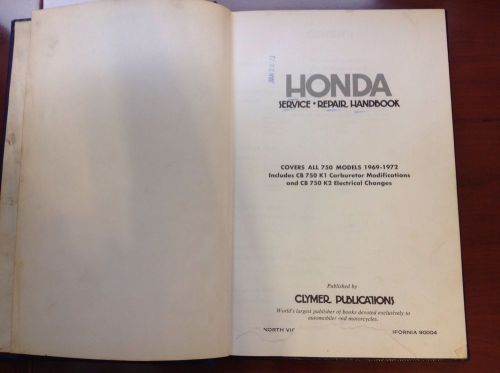 HONDA
SERVICE • REPAIR HANDBOOK
COVERS ALL 750 MODELS 1969-1972
Includes CB 750 K1 Carburetor Modifications
and CB 750 K2 Electrical Changes
Published by
CLYMER PUBLICATIONS
World's largest publisher of books devoted exclusively to
automobiles and motorcycles.
NORTH VI IFORNIA 90004